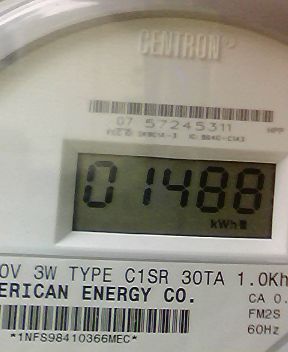 CENTRON®
07 57245311
HPP
01488
kWh
0V 3W TYPE C1SR 30TA 1.0Kh
ERICAN ENERGY CO.
CA 0.
FM2S
60Hz
*1NFS98410366MEC*